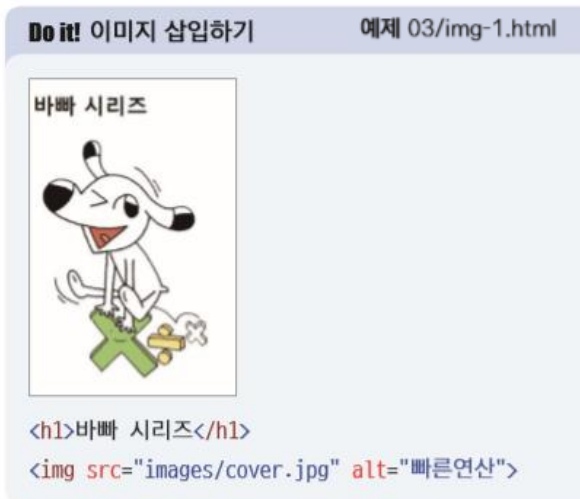 Do it! 이미지 삽입하기 예제 03/img-1.html
바빠 시리즈
<h1>바빠 시리즈</h1>
<img src="images/cover.jpg" alt="빠른연산">